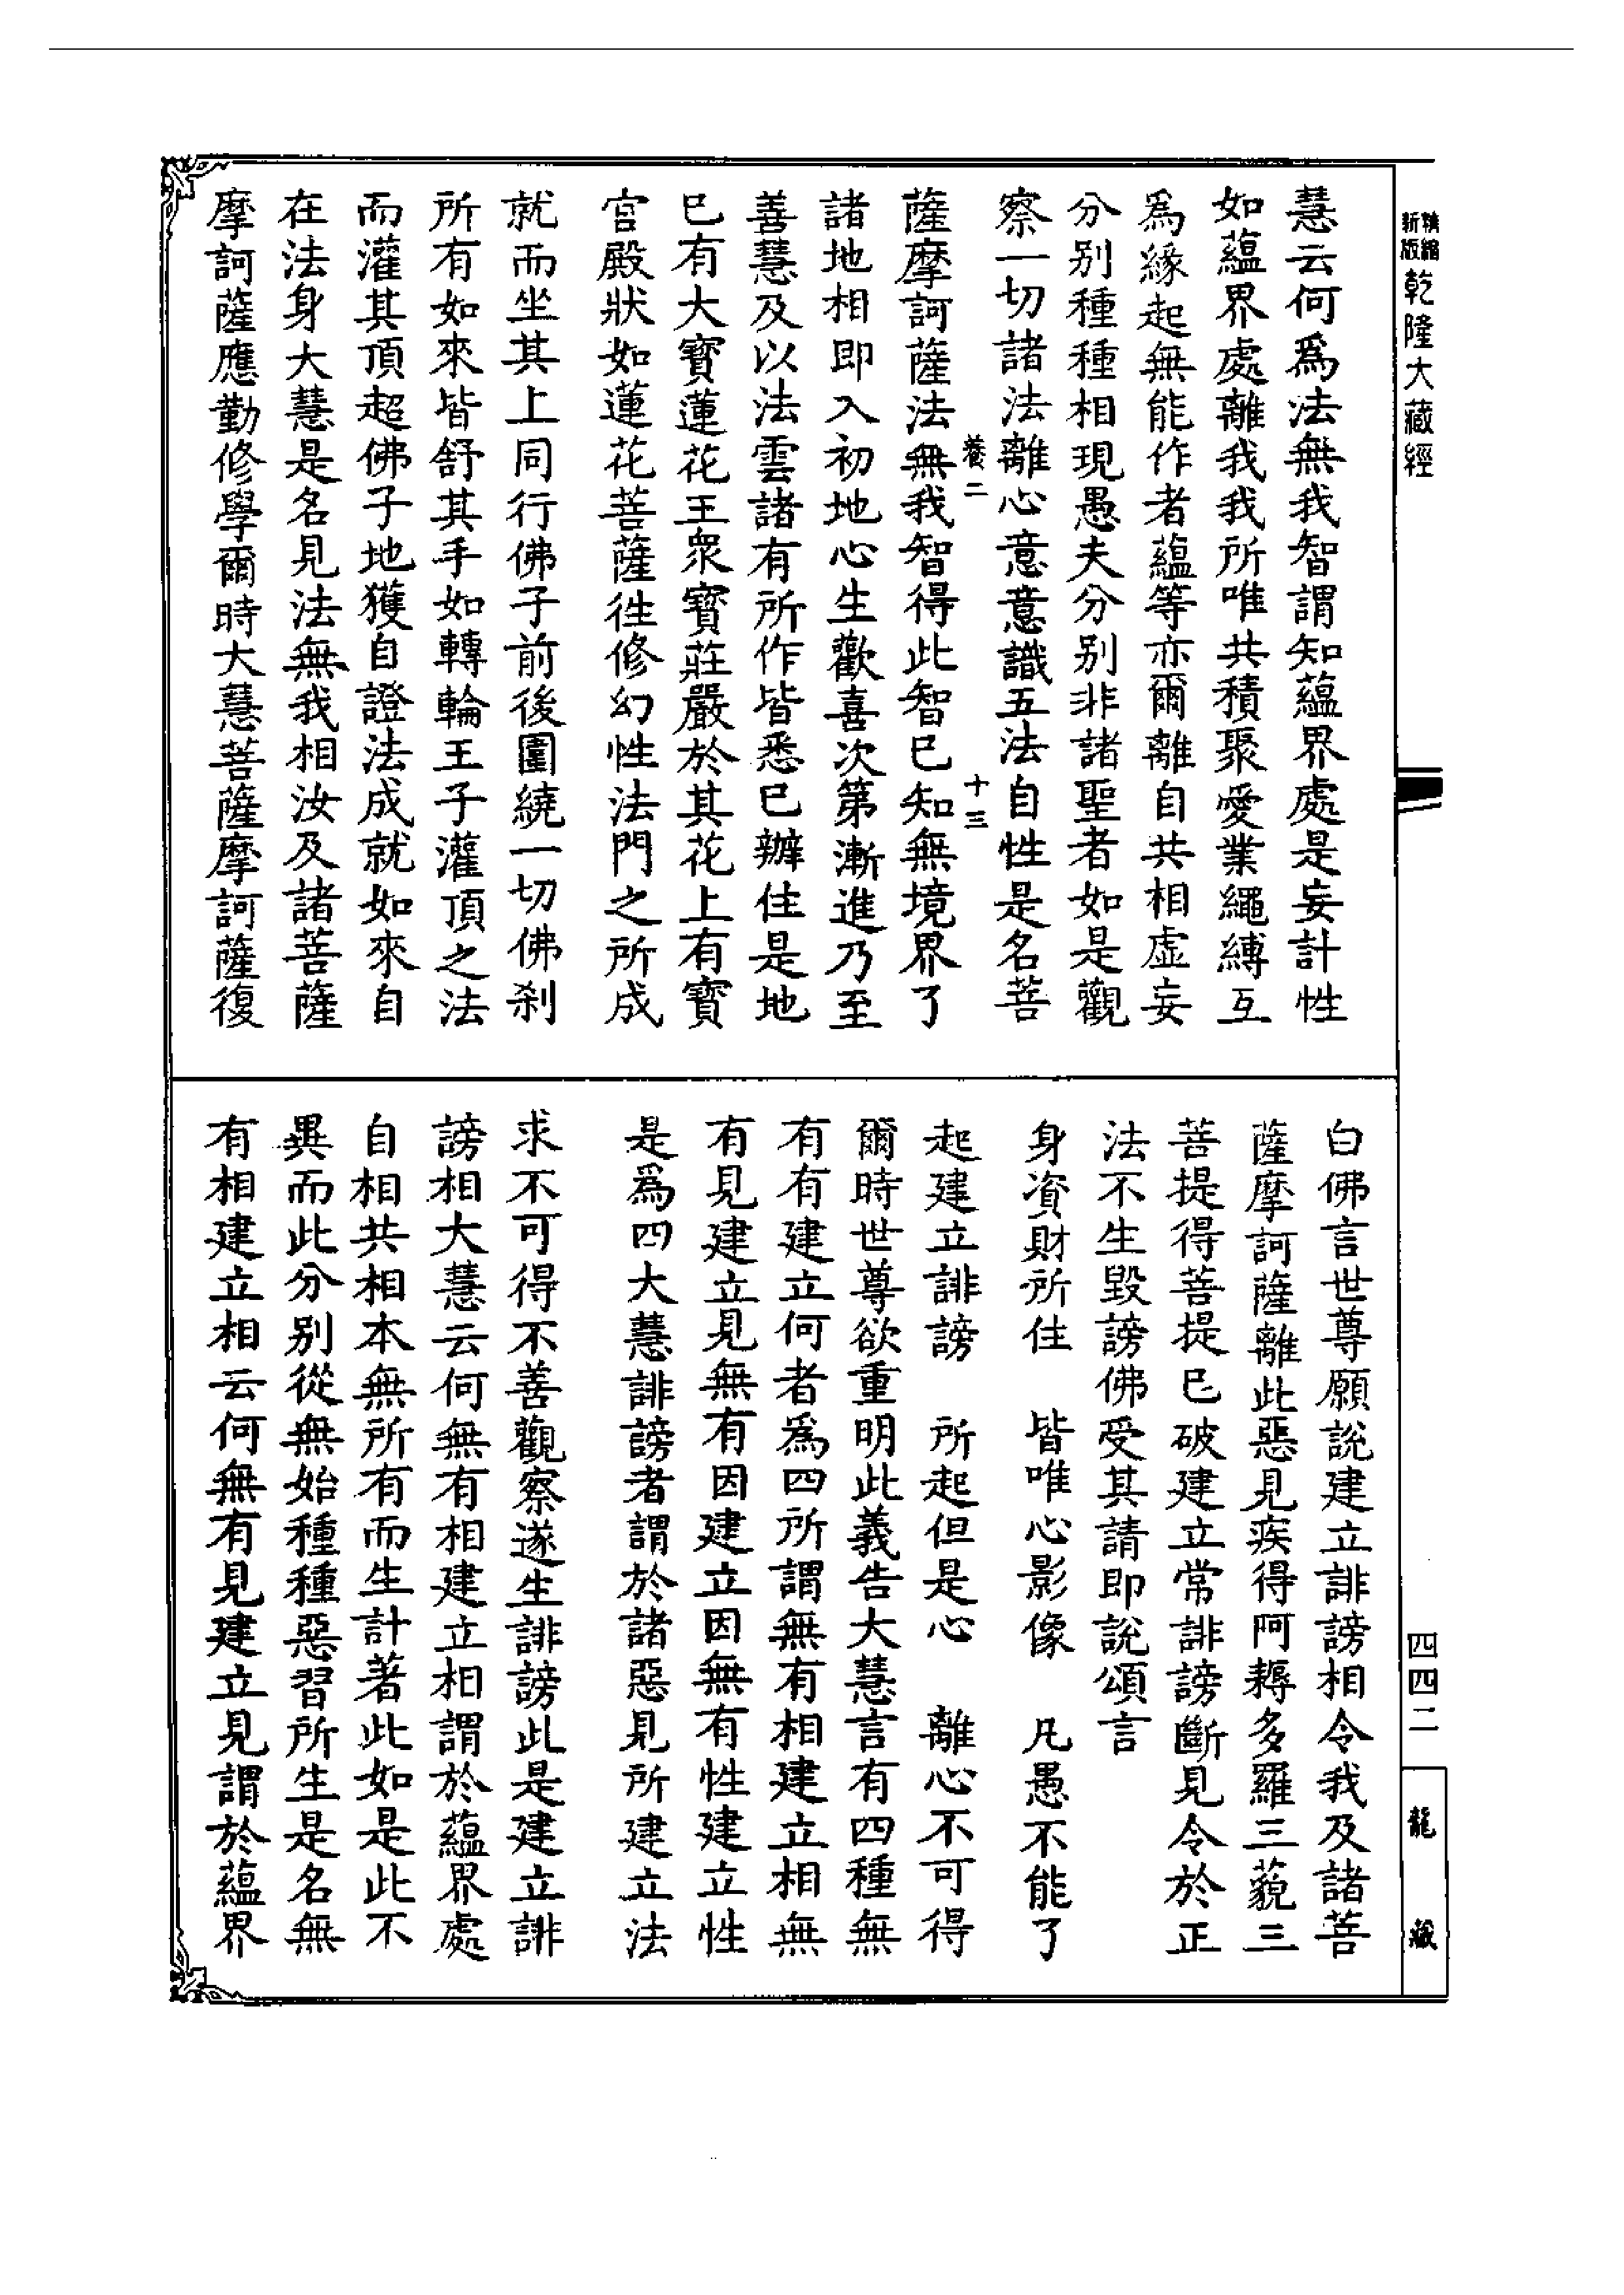 精縮
新版
乾隆大藏經
慧云何爲法無我智謂知蘊界處是妄計性
如蘊界處離我我所唯共積聚愛業繩縛互
爲緣起無能作者蘊等亦爾離自共相虛妄
分別種種相現愚夫分別非諸聖者如是觀
察一切諸法離心意意識五法自性是名菩
養二 十三
薩摩訶薩法無我智得此智已知無境界了
諸地相即入初地心生歡喜次第漸進乃至
善慧及以法雲諸有所作皆悉已辦住是地
已有大寶蓮花王衆寶莊嚴於其花上有寶
宮殿狀如蓮花菩薩徃修幻性法門之所成
就而坐其上同行佛子前後圍繞一切佛刹
所有如來皆舒其手如轉輪王子灌頂之法
而灌其頂超佛子地獲自證法成就如來自
在法身大慧是名見法無我相汝及諸菩薩
摩訶薩應勤修學爾時大慧菩薩摩訶薩復
白佛言世尊願說建立誹謗相令我及諸菩
薩摩訶薩離此惡見疾得阿耨多羅三藐三
菩提得菩提已破建立常誹謗斷見令於正
法不生毀謗佛受其請即說頌言
身資財所住 皆唯心影像 凡愚不能了
起建立誹謗 所起但是心 離心不可得
爾時世尊欲重明此義告大慧言有四種無
有有建立何者爲四所謂無有相建立相無
有見建立見無有因建立因無有性建立性
是爲四大慧誹謗者謂於諸惡見所建立法
求不可得不善觀察遂生誹謗此是建立誹
謗相大慧云何無有相建立相謂於蘊界處
自相共相本無所有而生計著此如是此不
異而此分別從無始種種惡習所生是名無
有相建立相云何無有見建立見謂於蘊界
四四二
龍藏